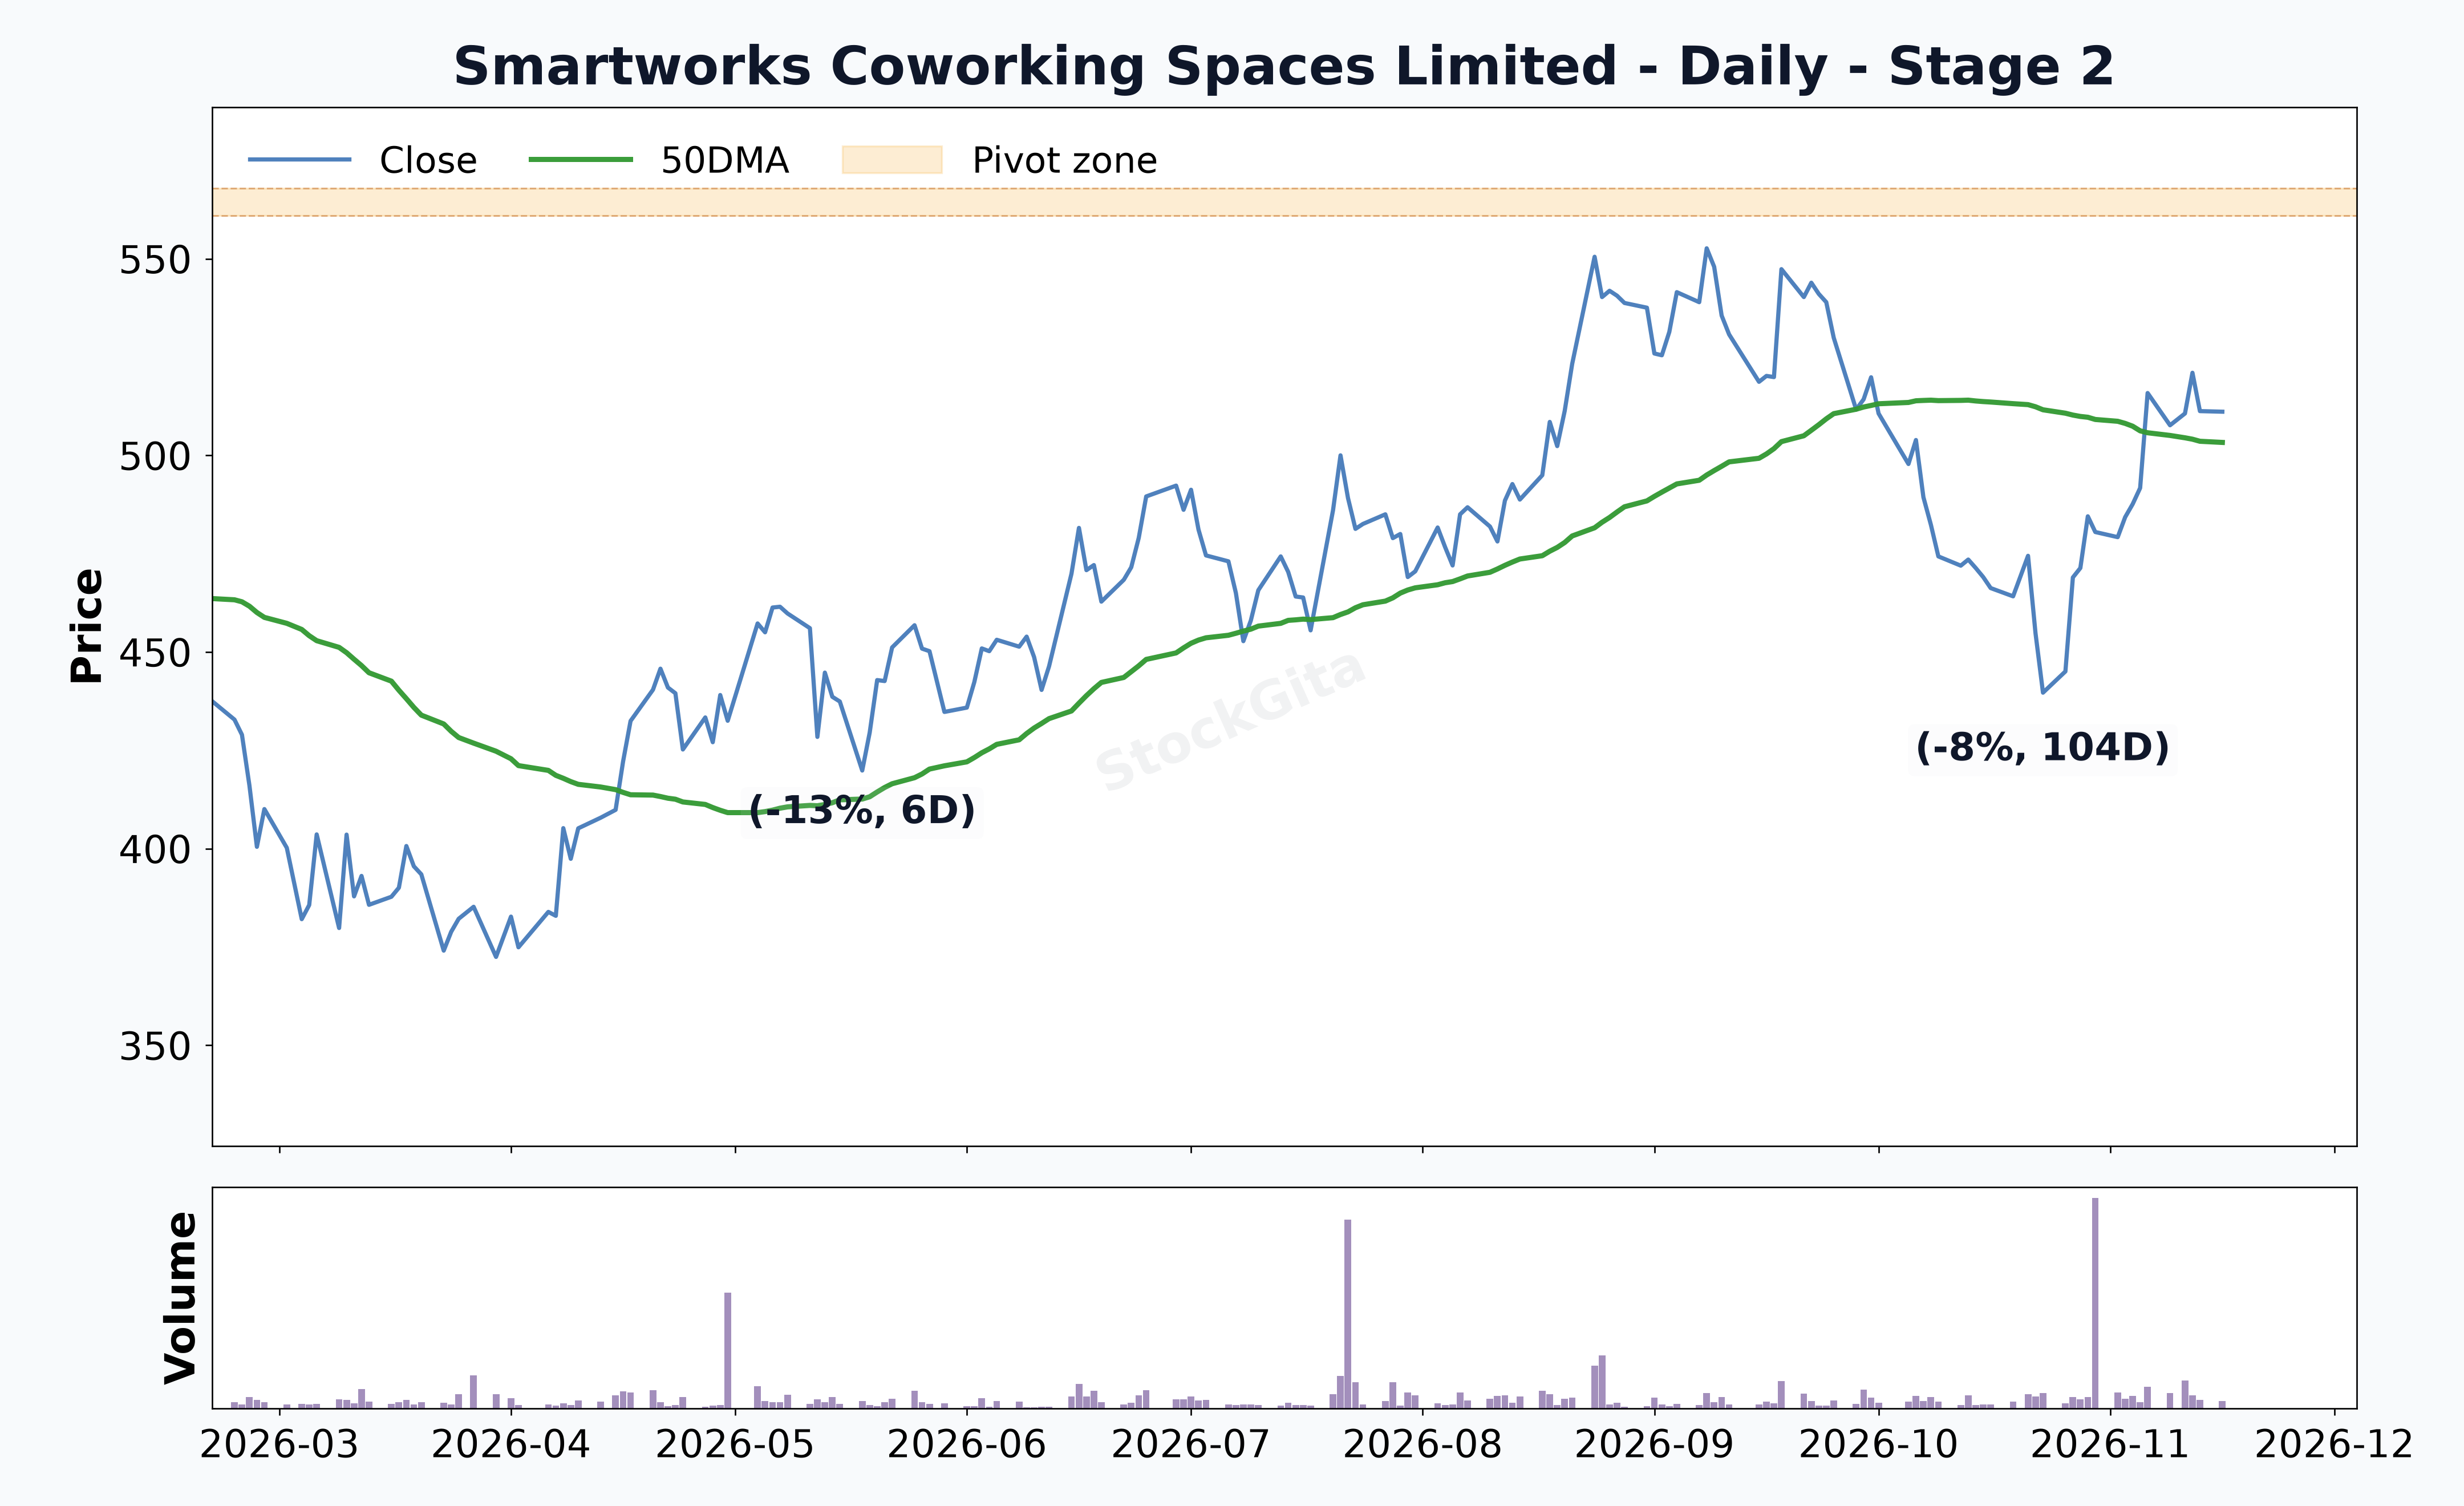 Smartworks Coworking Spaces Limited - Daily - Stage 2
Close 50DMA Pivot zone
550
500
450
400
350
Price
StockGita
(-13%, 6D)
(-8%, 104D)
Volume
2026-03 2026-04 2026-05 2026-06 2026-07 2026-08 2026-09 2026-10 2026-11 2026-12